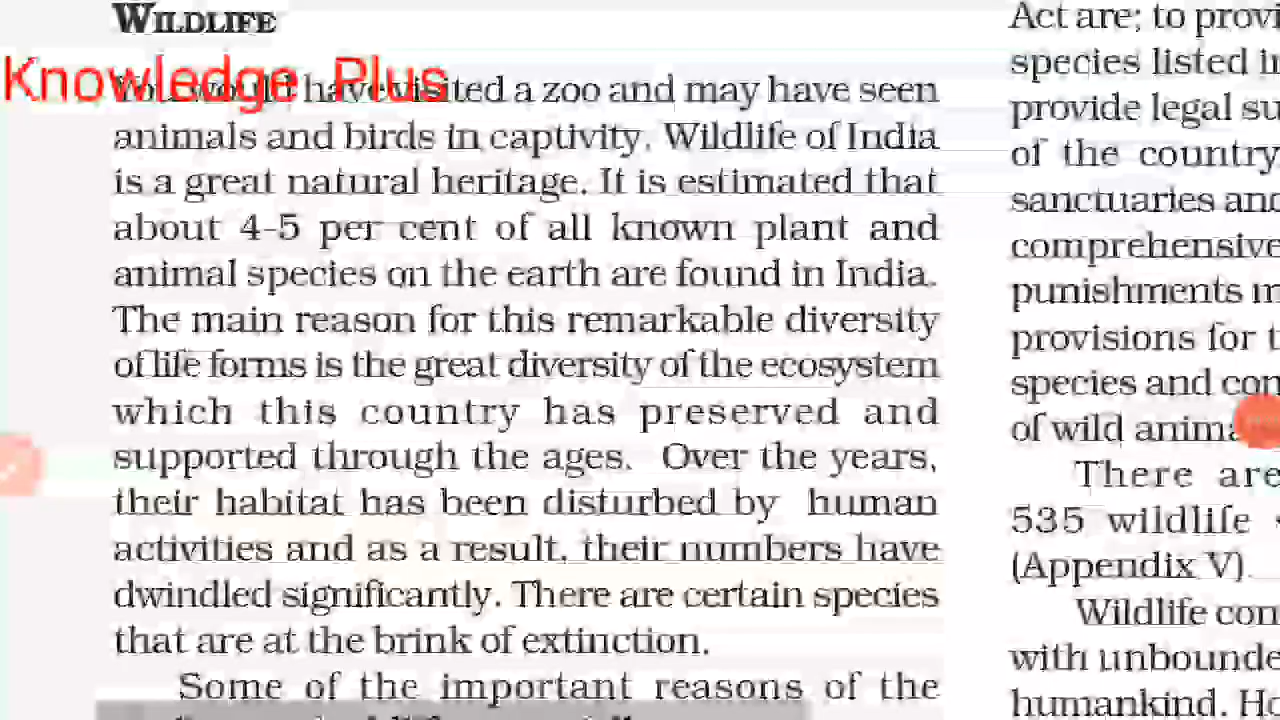 WILDLIFE
Knowledge Plus
You would have visited a zoo and may have seen
animals and birds in captivity. Wildlife of India
is a great natural heritage. It is estimated that
about 4-5 per cent of all known plant and
animal species on the earth are found in India.
The main reason for this remarkable diversity
of life forms is the great diversity of the ecosystem
which this country has preserved and
supported through the ages. Over the years,
their habitat has been disturbed by human
activities and as a result, their numbers have
dwindled significantly. There are certain species
that are at the brink of extinction.
Some of the important reasons of the
Act are; to provi
species listed in
provide legal su
of the country
sanctuaries and
comprehensive
punishments
provisions for t
species and con
of wild anima
There are
535 wildlife
(Appendix V).
Wildlife con
with unbounde
humankind. Ho